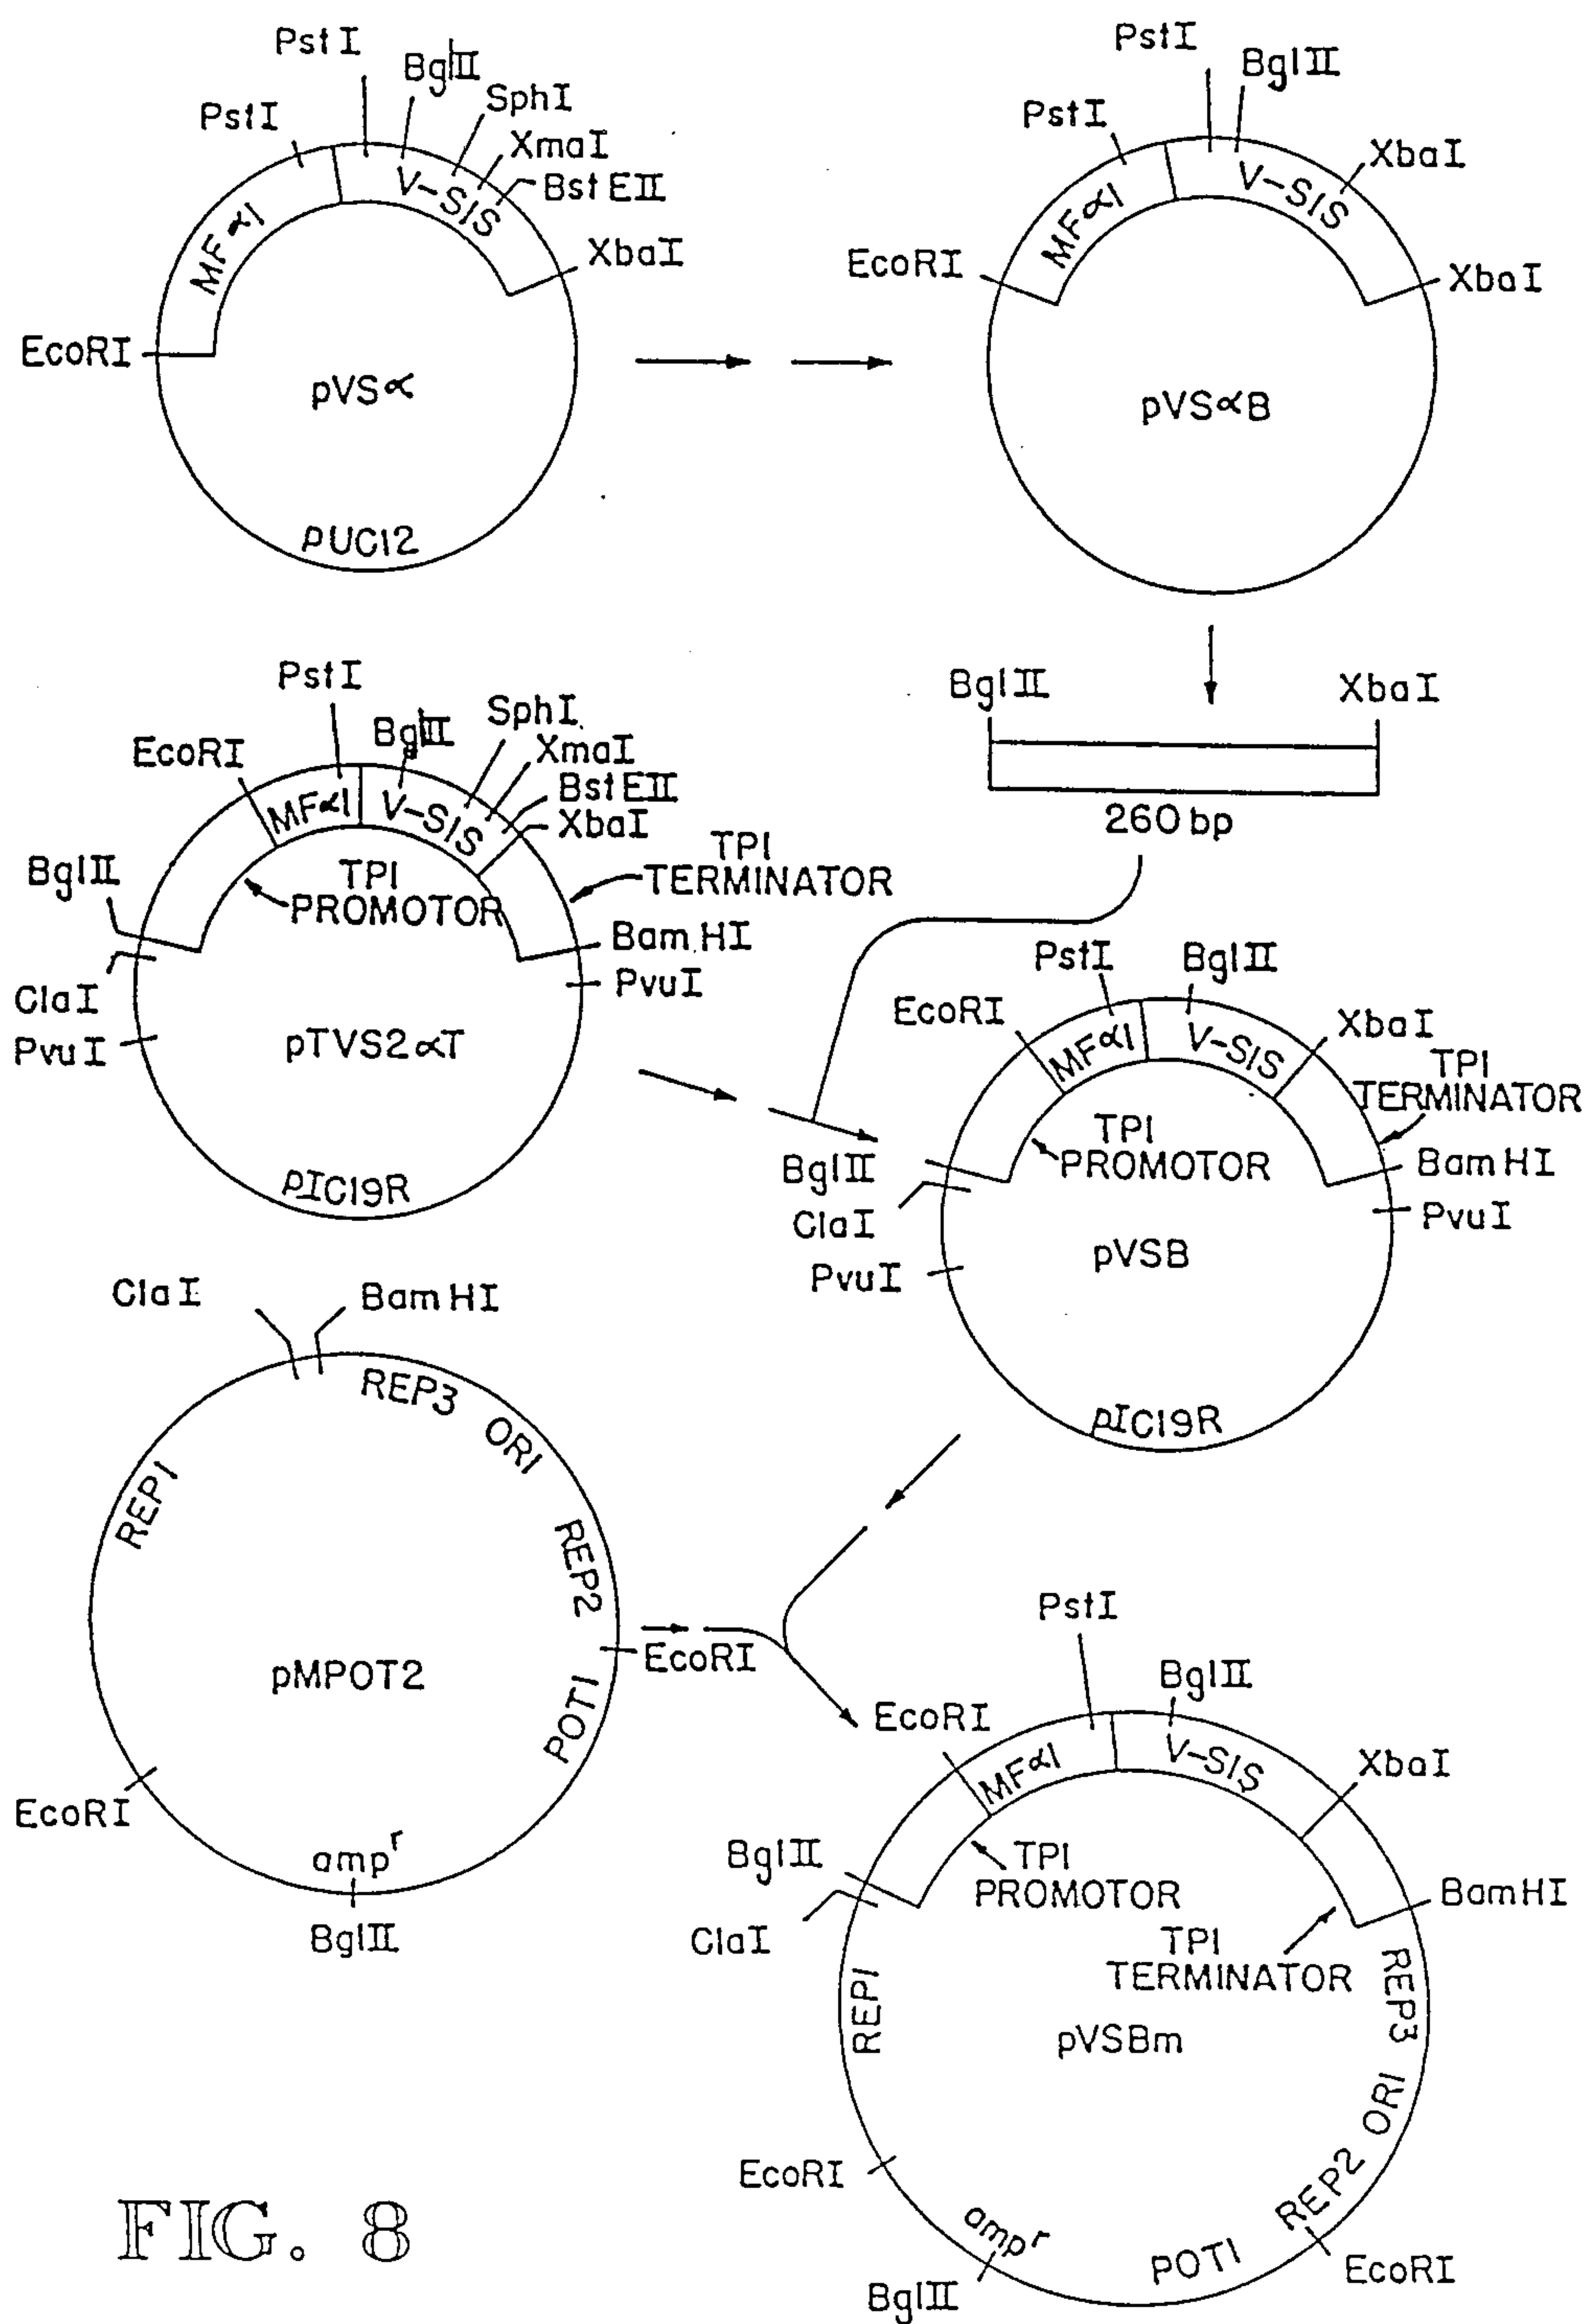 PstI
BglII
SphI
PstI
XmaI
BstEII
V-SIS
MFαI
XbaI
EcoRI
pVSα
pUC12
PstI
BglII
PstI
XbaI
V-SIS
MFαI
EcoRI
XbaI
pVSαB
BglII
XbaI
260 bp
PstI
SphI
BglII
EcoRI
XmaI
BstEII
MFαI
V-SIS
XbaI
BglII
TPI
PROMOTOR
TPI
TERMINATOR
BamHI
ClaI
PvuI
PvuI
pTVS2αT
pIC19R
PstI
BglII
EcoRI
XbaI
MFαI
V-SIS
TPI
TERMINATOR
TPI
PROMOTOR
BglII
BamHI
ClaI
PvuI
PvuI
pVSB
pIC19R
ClaI
BamHI
REP3
ORI
REP1
REP2
EcoRI
pMPOT2
POT1
EcoRI
amp r
BglII
PstI
BglII
EcoRI
MFαI
V-SIS
XbaI
BglII
TPI
PROMOTOR
BamHI
ClaI
TPI
TERMINATOR
REP1
REP3
pVSBm
ORI
EcoRI
REP2
amp r
POT1
EcoRI
BglII
FIG. 8